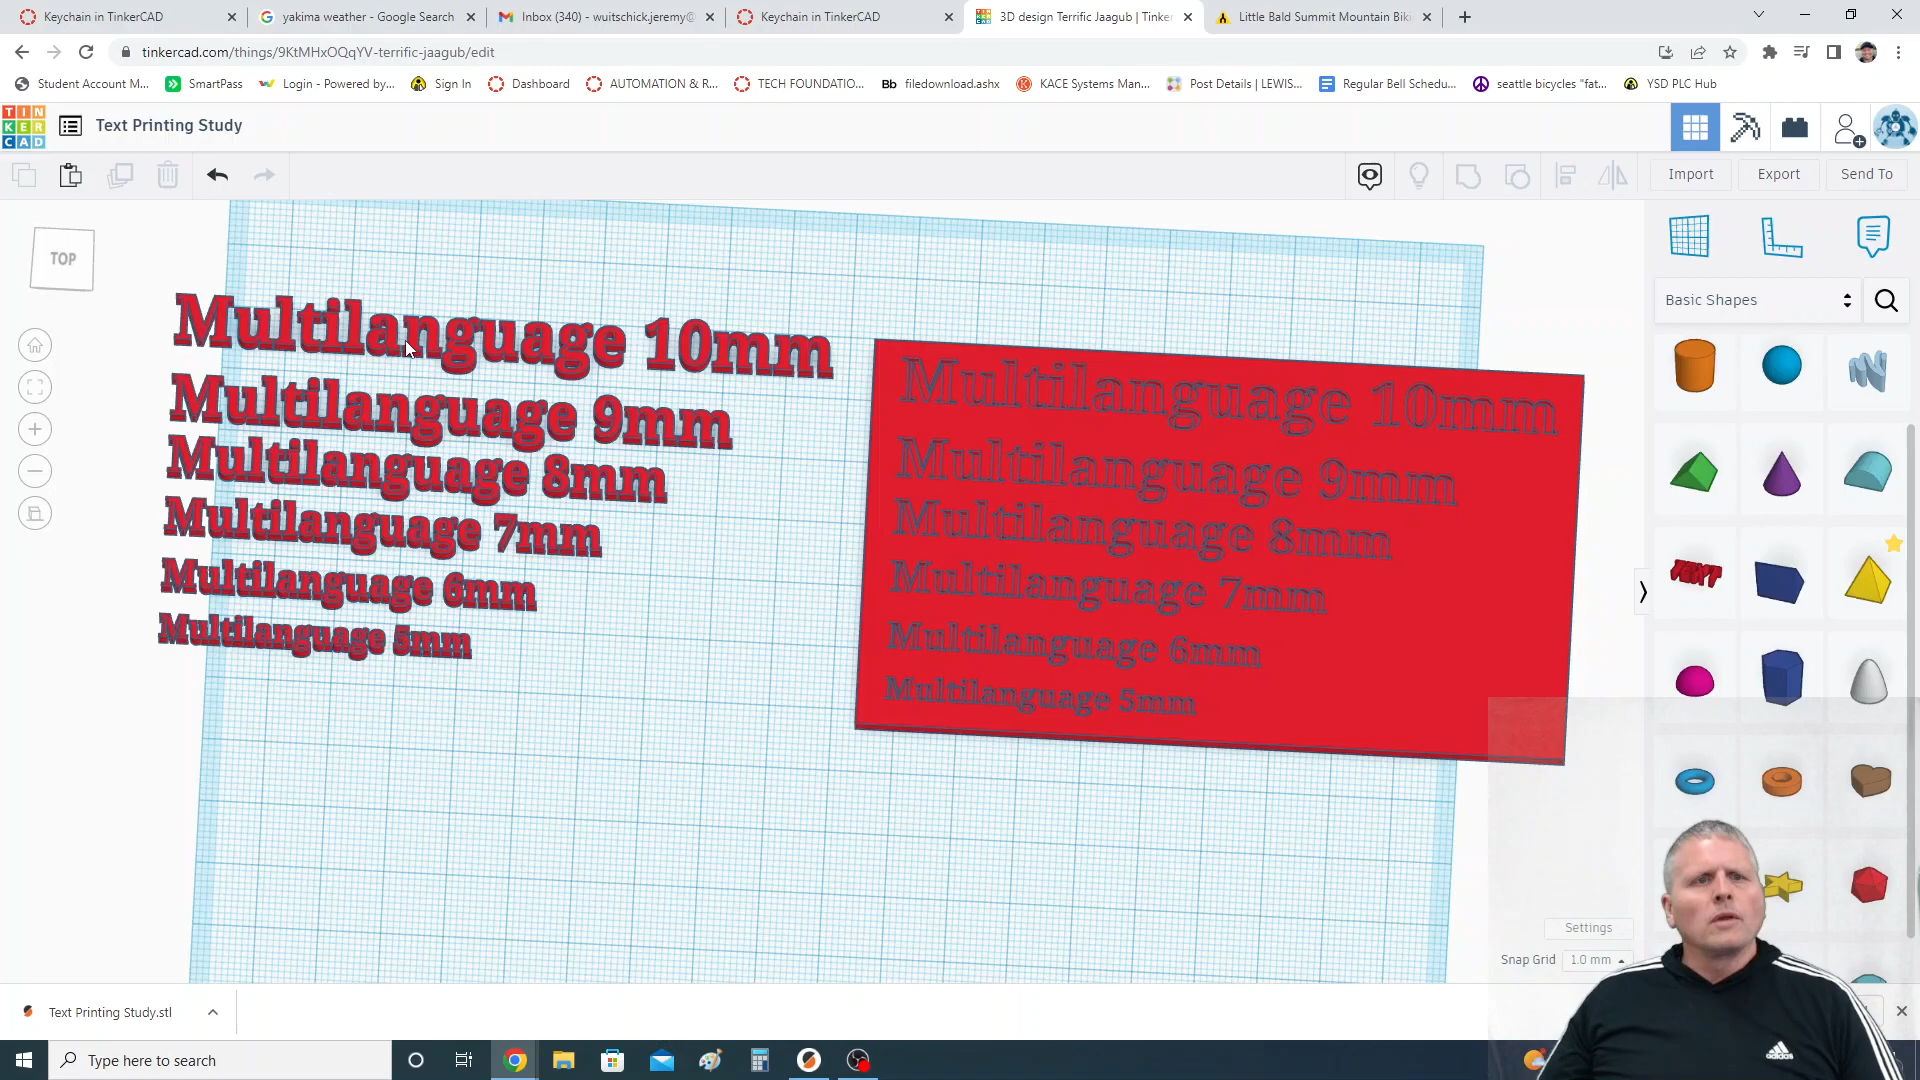 Keychain in TinkerCAD
yakima weather - Google Search
Inbox (340) - wuitschick.jeremy@
Keychain in TinkerCAD
3D design Terrific Jaagub | Tinker
Little Bald Summit Mountain Biki
tinkercad.com/things/9KtMHxOQqYV-terrific-jaagub/edit
Student Account M...
SmartPass
Login - Powered by...
Sign In
Dashboard
AUTOMATION & R...
TECH FOUNDATIO...
Bb filedownload.ashx
KACE Systems Man...
Post Details | LEWIS...
Regular Bell Schedu...
seattle bicycles "fat...
YSD PLC Hub
TIN
KER
CAD
Text Printing Study
Import
Export
Send To
TOP
Basic Shapes
Multilanguage 10mm
Multilanguage 9mm
Multilanguage 8mm
Multilanguage 7mm
Multilanguage 6mm
Multilanguage 5mm
Multilanguage 10mm
Multilanguage 9mm
Multilanguage 8mm
Multilanguage 7mm
Multilanguage 6mm
Multilanguage 5mm
TEXT
Settings
Snap Grid 1.0 mm
Text Printing Study.stl
Type here to search
adidas